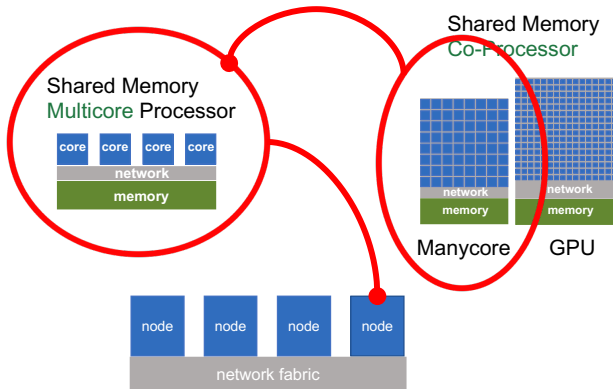 Shared Memory
Multicore Processor
core core core core
network
memory
Shared Memory
Co-Processor
network
memory
Manycore
network
memory
GPU
node node node node
network fabric